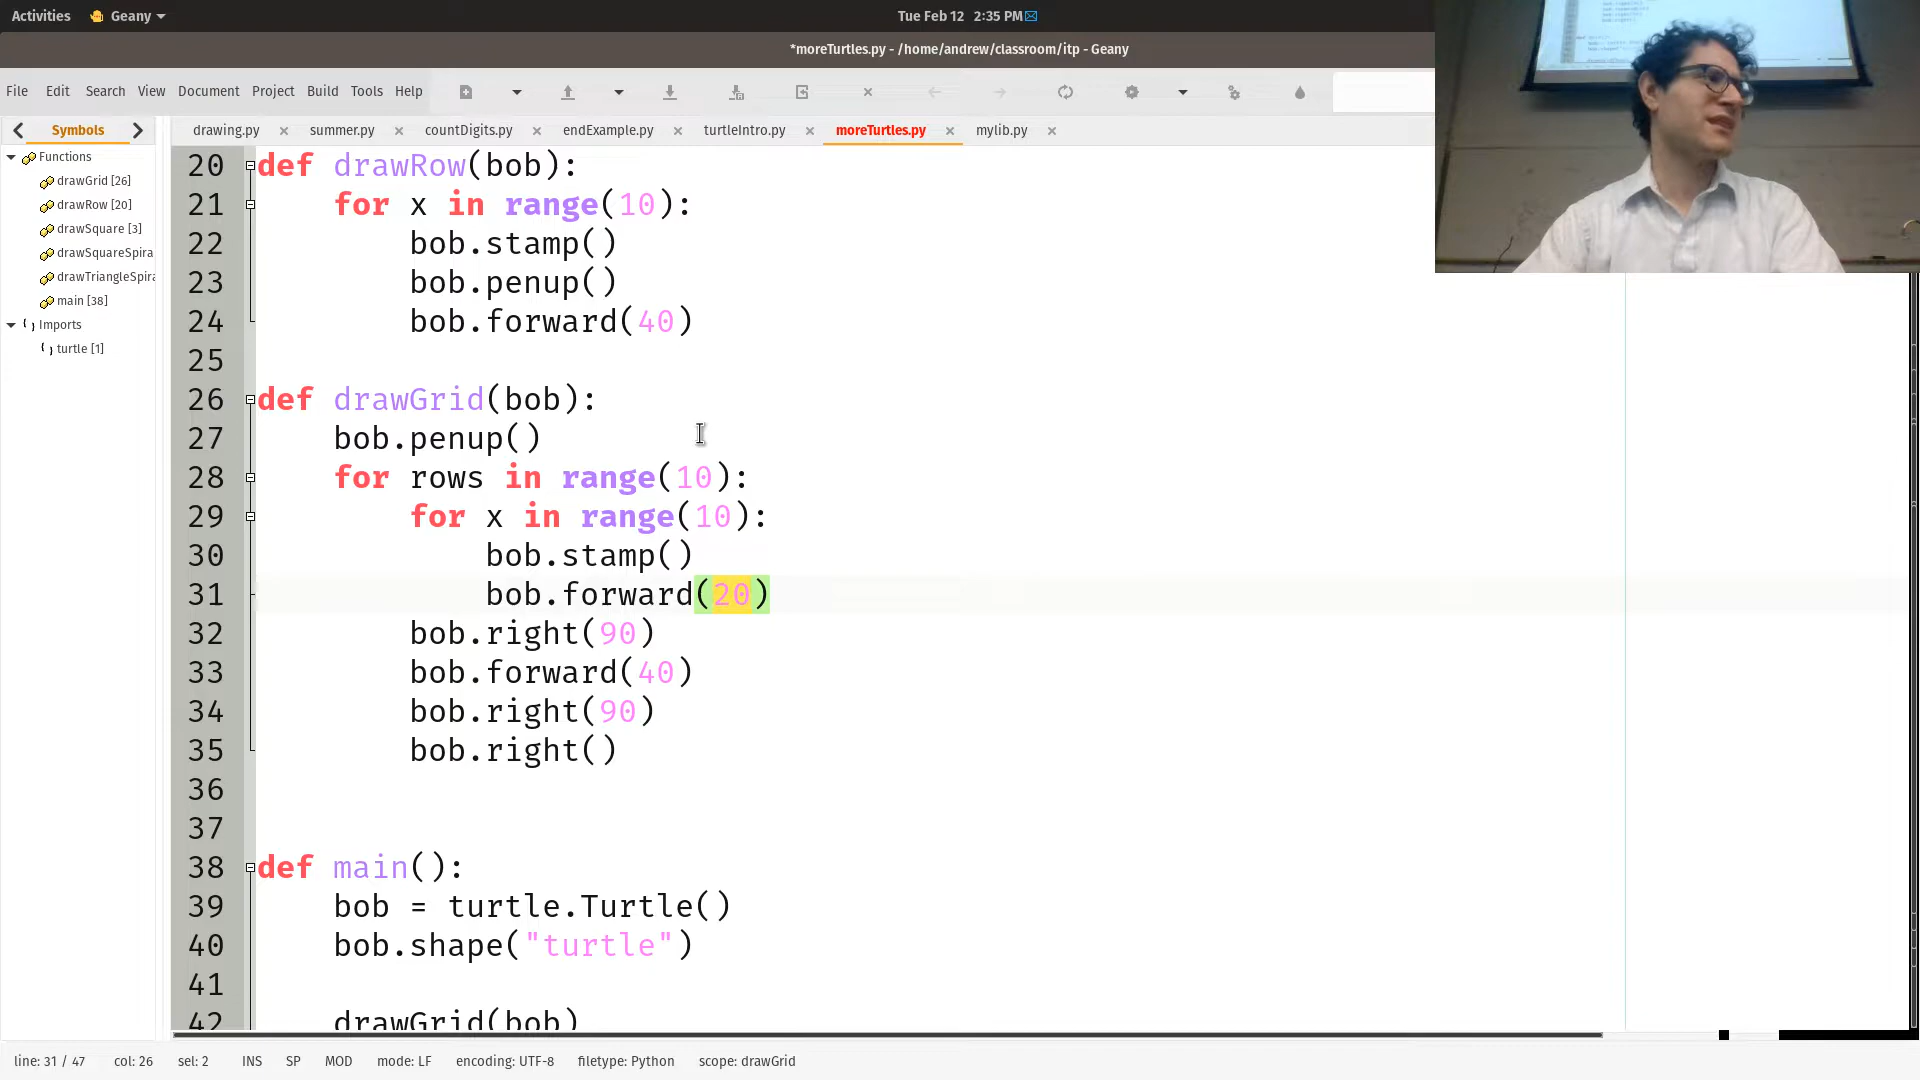 Activities Geany Tue Feb 12 2:35 PM
*moreTurtles.py - /home/andrew/classroom/itp - Geany
File Edit Search View Document Project Build Tools Help
Symbols drawing.py summer.py countDigits.py endExample.py turtleIntro.py moreTurtles.py mylib.py
Functions
drawGrid [26]
drawRow [20]
drawSquare [3]
drawSquareSpira
drawTriangleSpira
main [38]
Imports
turtle [1]
20 def drawRow(bob):
21 for x in range(10):
22 bob.stamp()
23 bob.penup()
24 bob.forward(40)
25
26 def drawGrid(bob):
27 bob.penup()
28 for rows in range(10):
29 for x in range(10):
30 bob.stamp()
31 bob.forward(20)
32 bob.right(90)
33 bob.forward(40)
34 bob.right(90)
35 bob.right()
36
37
38 def main():
39 bob = turtle.Turtle()
40 bob.shape("turtle")
41
42 drawGrid(bob)
line: 31 / 47 col: 26 sel: 2 INS SP MOD mode: LF encoding: UTF-8 filetype: Python scope: drawGrid